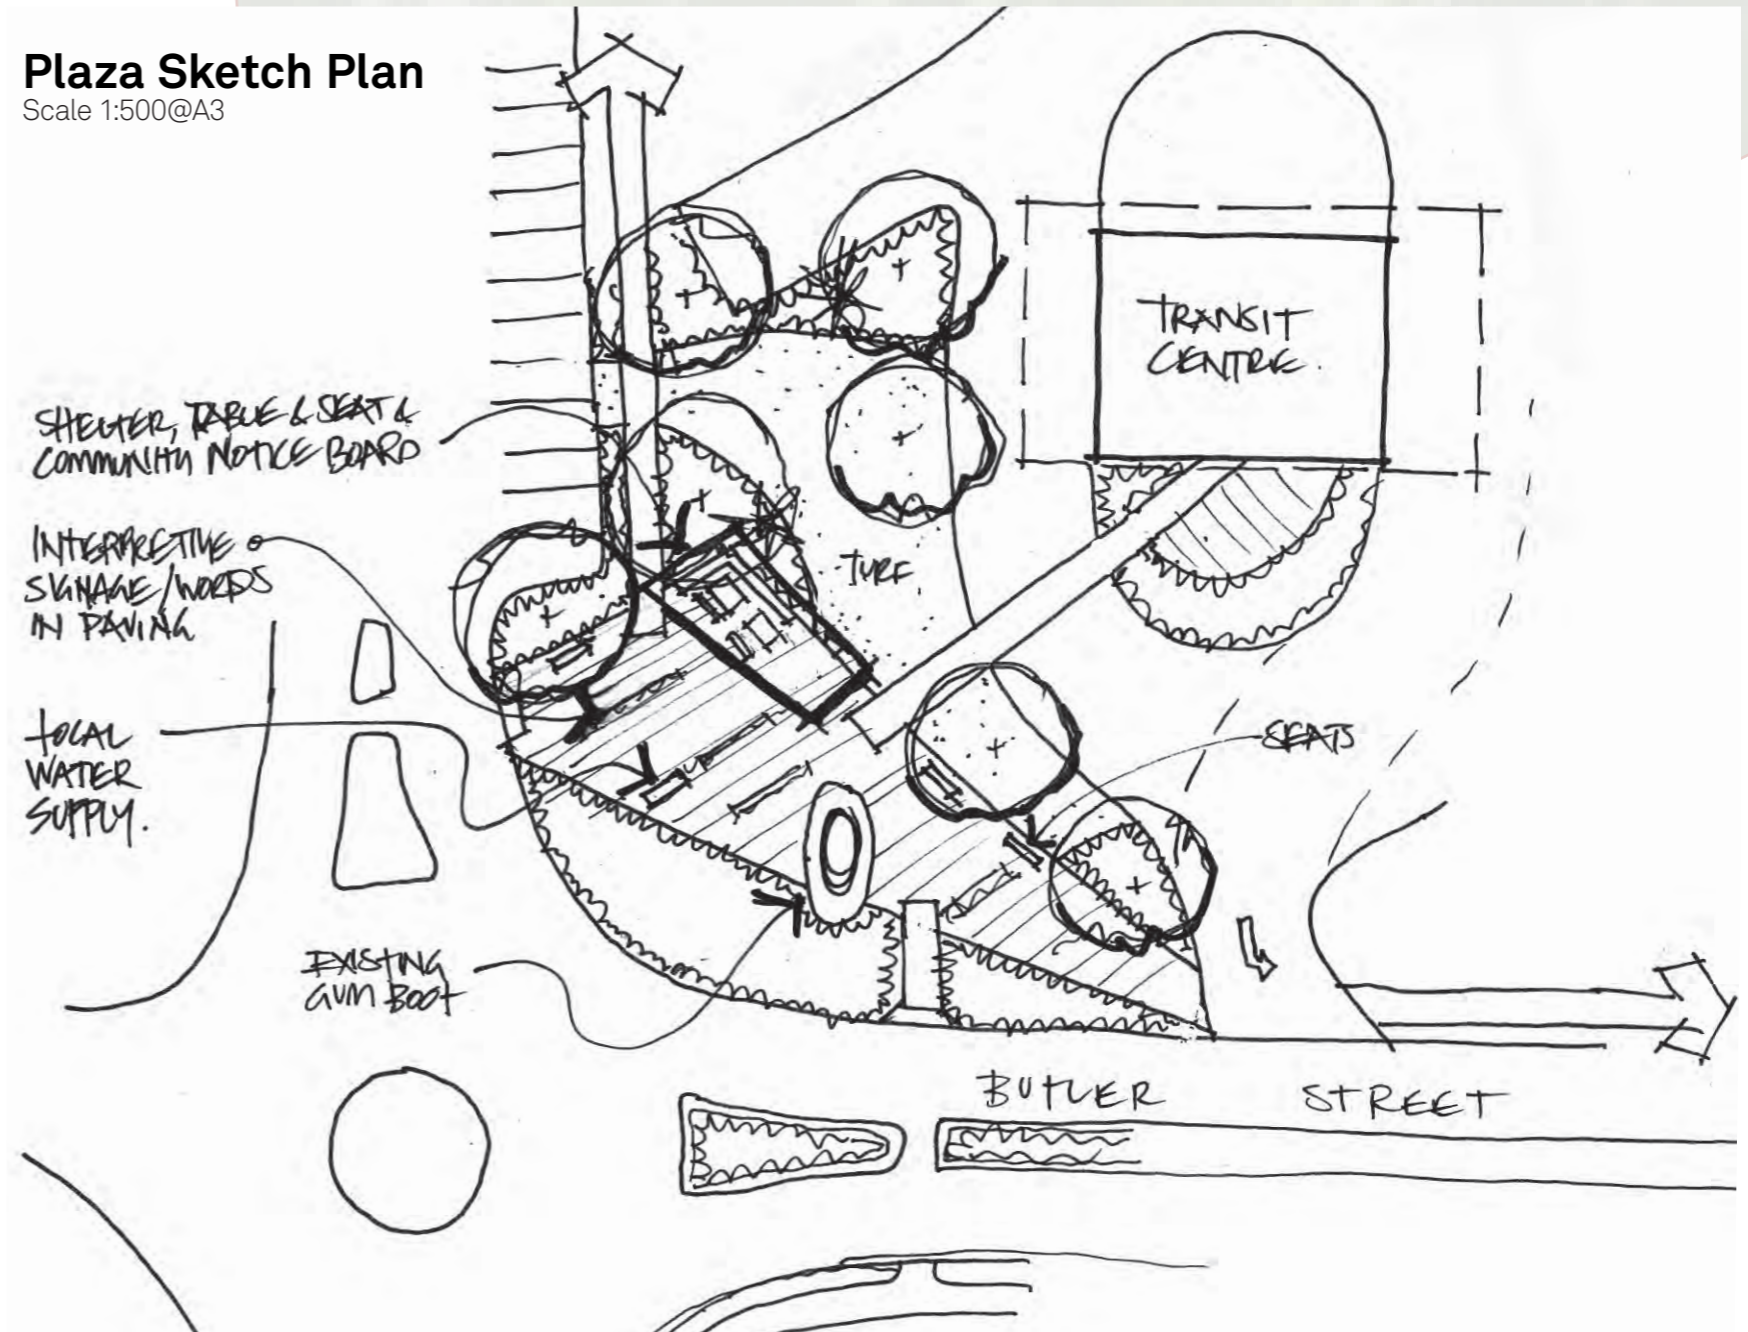 Plaza Sketch Plan
Scale 1:500@A3
TRANSIT
CENTRE.
SHELTER, TABLE & SEAT &
COMMUNITY NOTICE BOARD
INTERPRETIVE
SIGNAGE/WORDS
IN PAVING
TURF
LOCAL
WATER
SUPPLY.
SEATS
EXISTING
GUM BOOT
BUTLER STREET